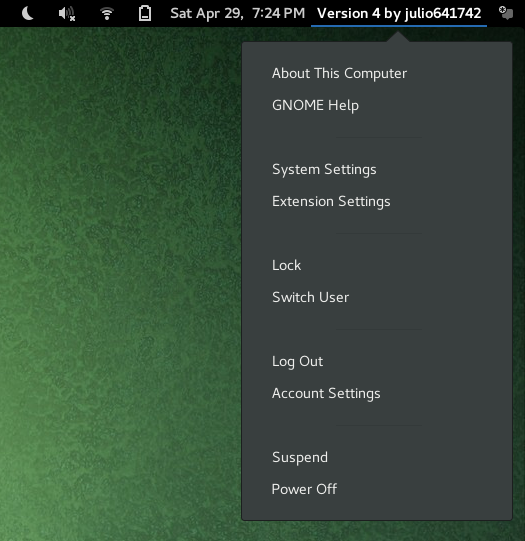 Sat Apr 29, 7:24 PM Version 4 by julio641742
About This Computer
GNOME Help
System Settings
Extension Settings
Lock
Switch User
Log Out
Account Settings
Suspend
Power Off